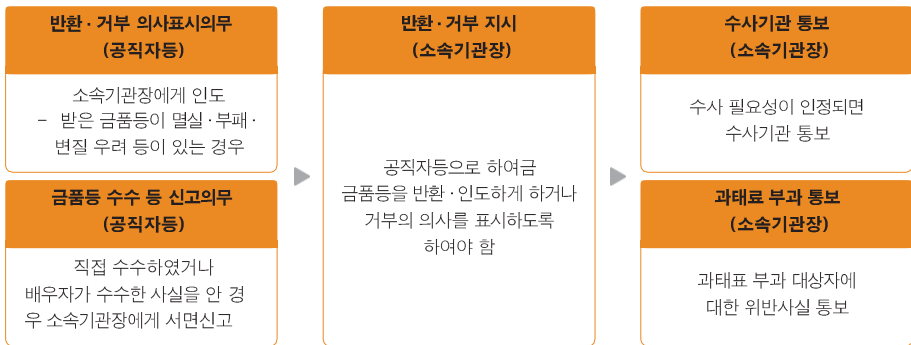 반환·거부 의사표시의무
(공직자등)
소속기관장에게 인도
- 받은 금품등이 멸실·부패·
변질 우려 등이 있는 경우
금품등 수수 등 신고의무
(공직자등)
직접 수수하였거나
배우자가 수수한 사실을 안 경
우 소속기관장에게 서면신고
반환·거부 지시
(소속기관장)
공직자등으로 하여금
금품등을 반환·인도하게 하거나
거부의 의사를 표시하도록
하여야 함
수사기관 통보
(소속기관장)
수사 필요성이 인정되면
수사기관 통보
과태료 부과 통보
(소속기관장)
과태표 부과 대상자에
대한 위반사실 통보